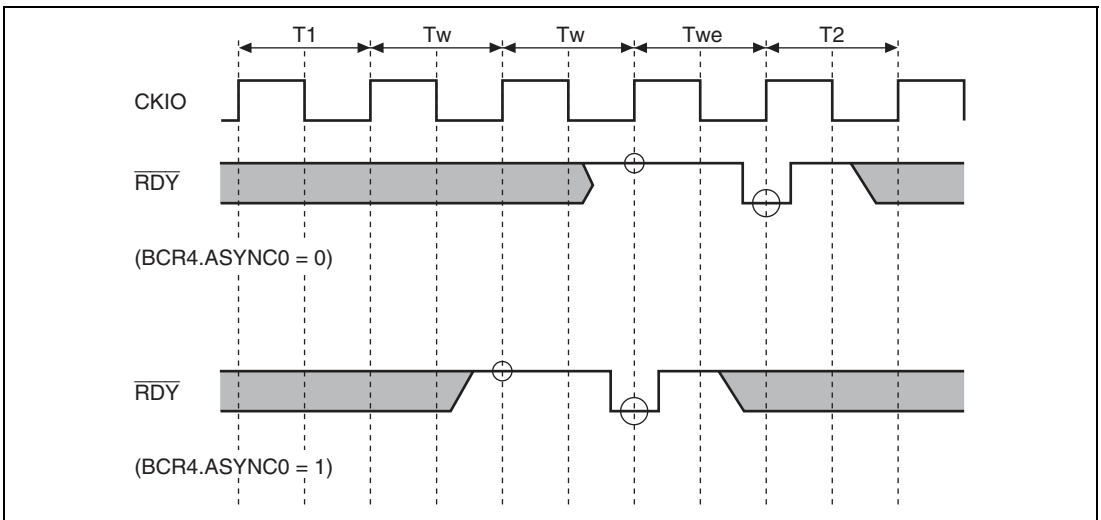 T1 Tw Tw Twe T2
CKIO
RDY
(BCR4.ASYNC0 = 0)
RDY
(BCR4.ASYNC0 = 1)